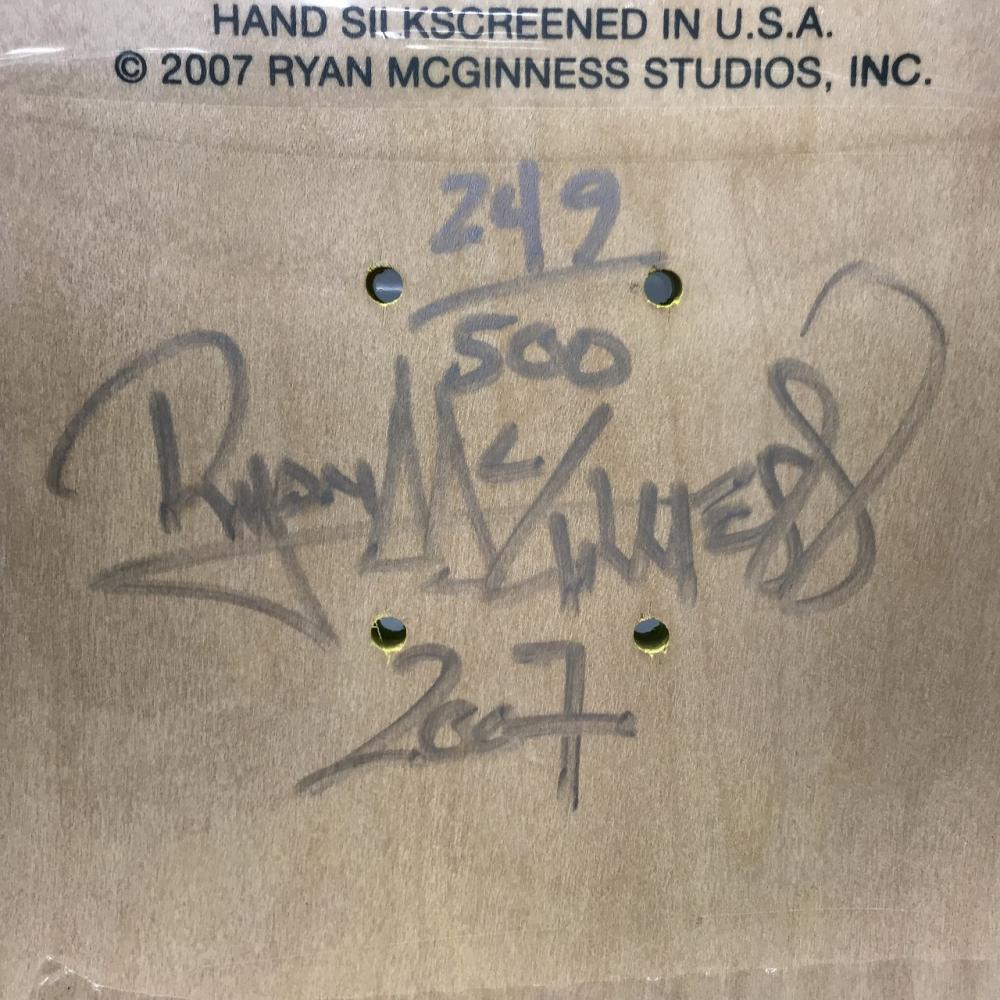 HAND SILKSCREENED IN U.S.A.
© 2007 RYAN MCGINNESS STUDIOS, INC.
249
500
Ryan McGinness
2007